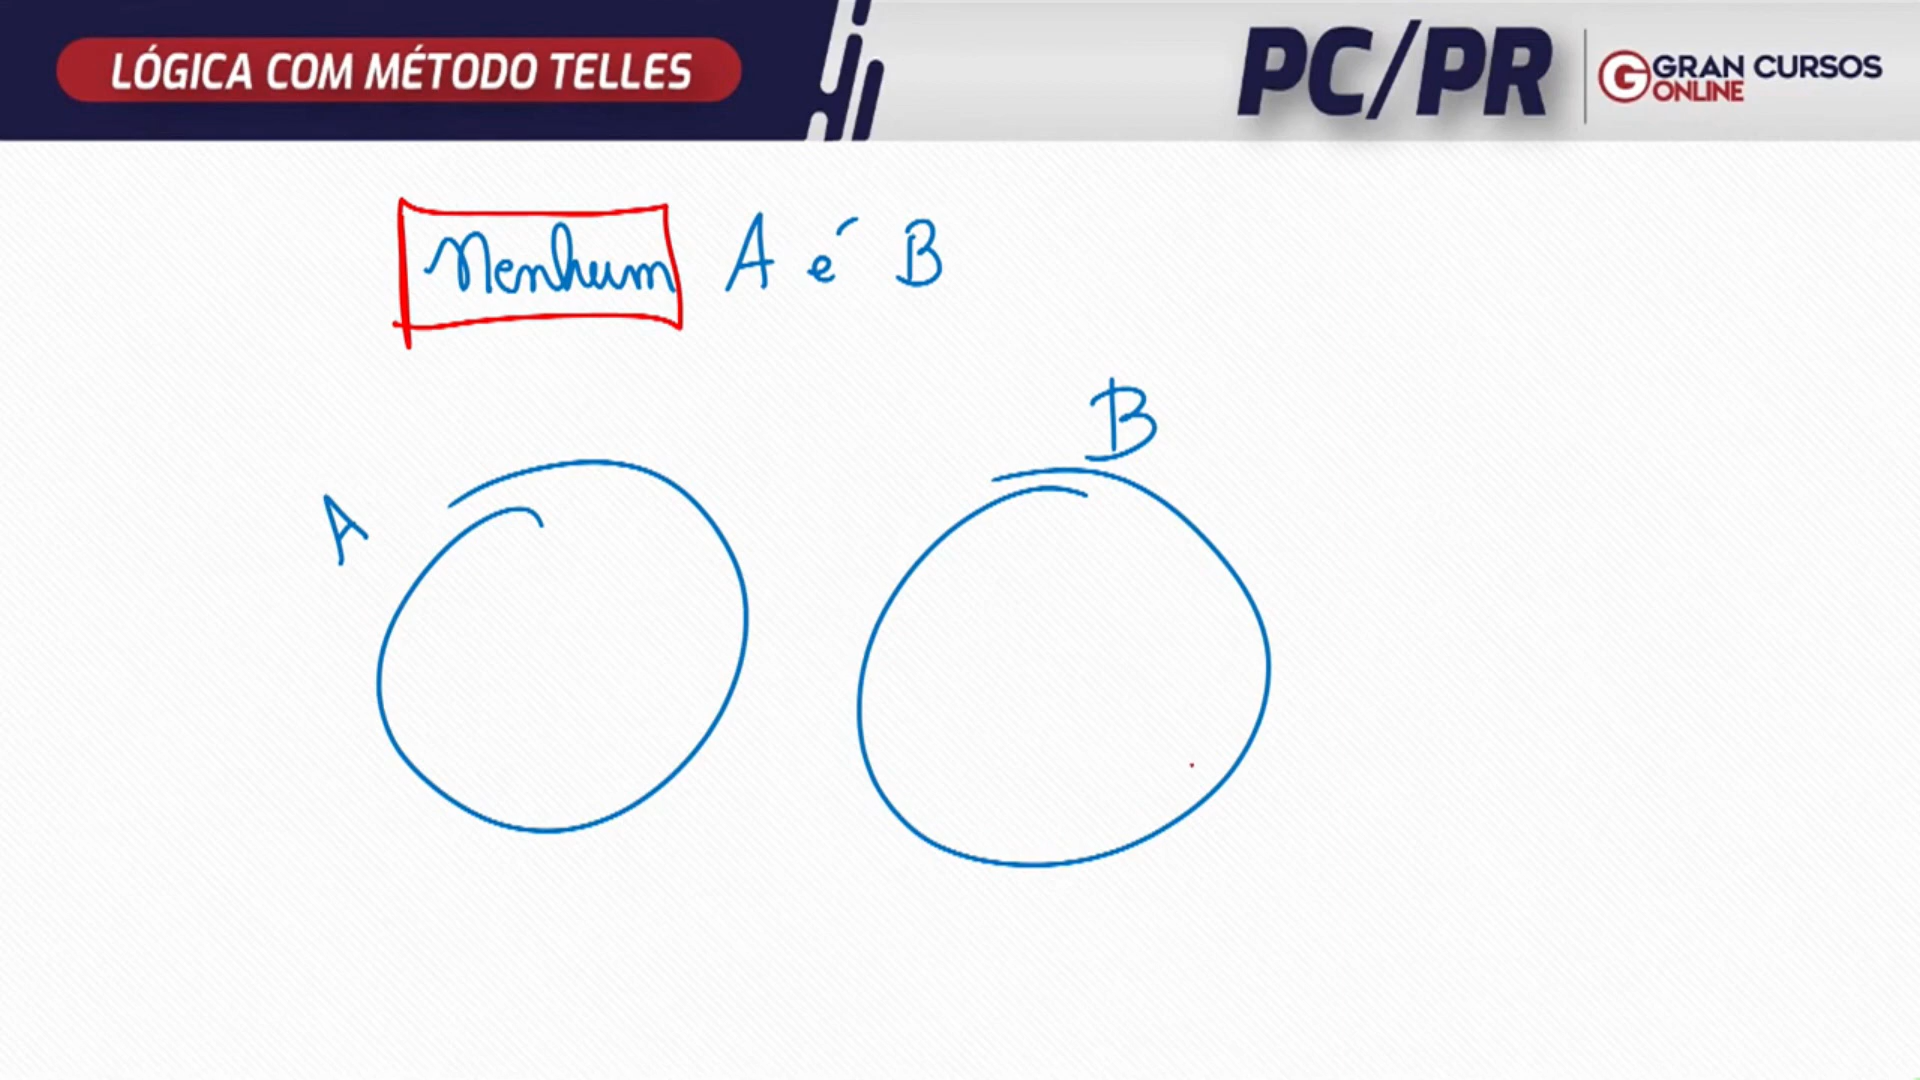 LÓGICA COM MÉTODO TELLES
PC/PR
GRAN CURSOS
ONLINE
Nenhum A é B
B
A